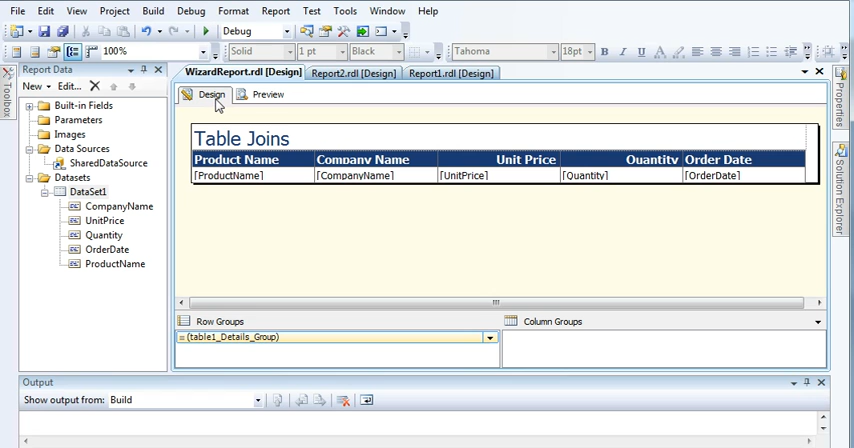 File Edit View Project Build Debug Format Report Test Tools Window Help
Debug
100% Solid 1 pt Black Tahoma 18pt B I U A
Toolbox
Report Data
New Edit...
Built-in Fields
Parameters
Images
Data Sources
SharedDataSource
Datasets
DataSet1
CompanyName
UnitPrice
Quantity
OrderDate
ProductName
WizardReport.rdl [Design] Report2.rdl [Design] Report1.rdl [Design]
Design Preview
Table Joins
Product Name Company Name Unit Price Quantity Order Date
[ProductName] [CompanyName] [UnitPrice] [Quantity] [OrderDate]
Row Groups Column Groups
(table1_Details_Group)
Properties
Solution Explorer
Output
Show output from: Build